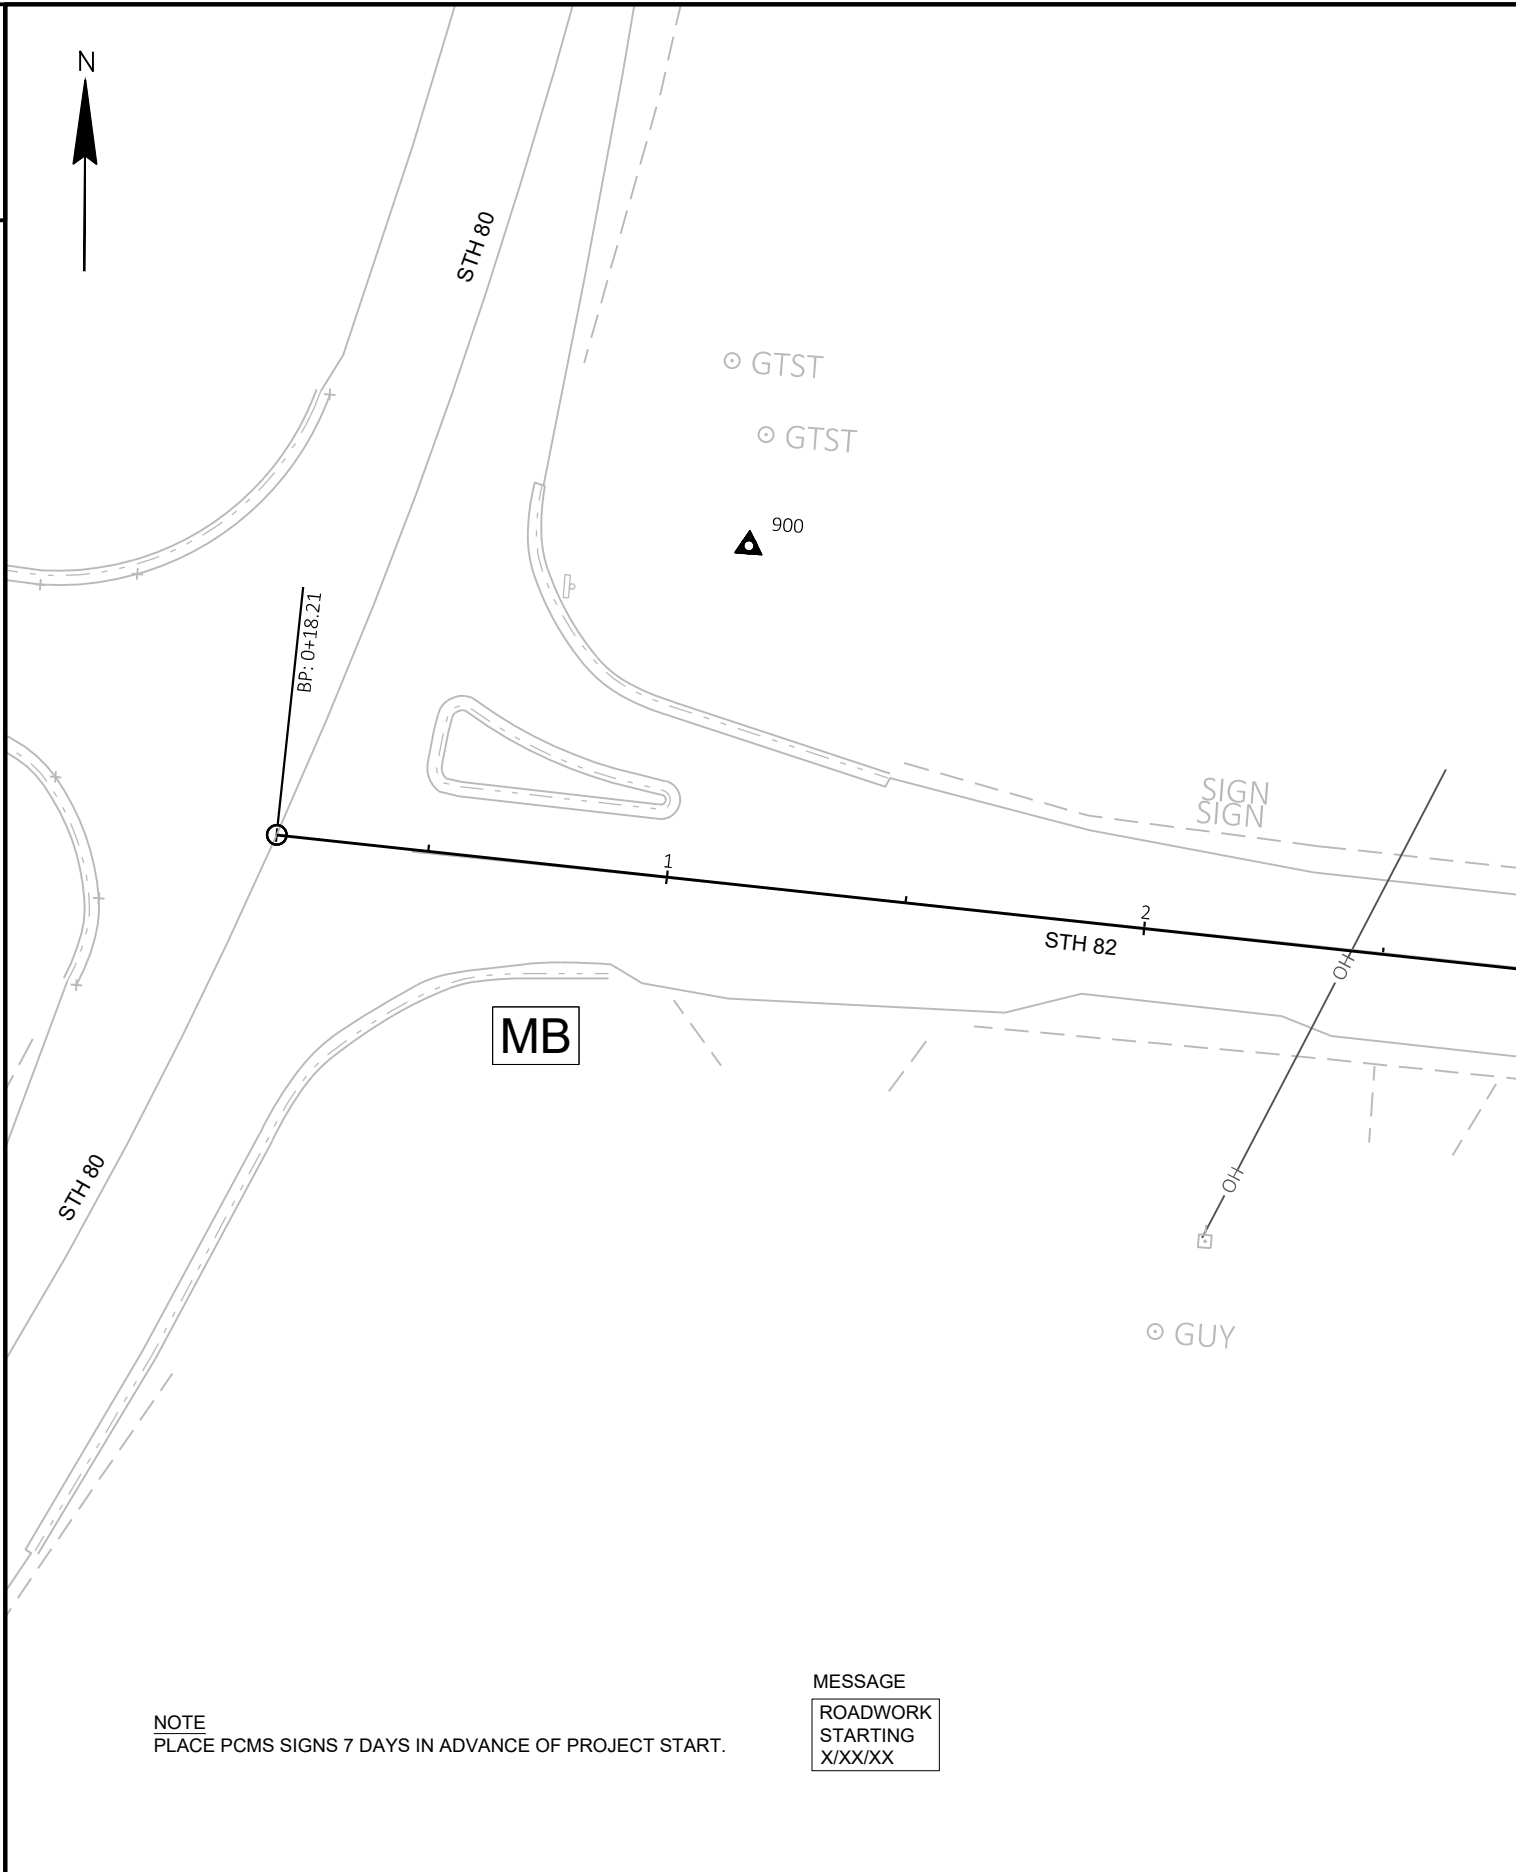 N
STH 80
GTST
GTST
900
BP: 0+18.21
SIGN
SIGN
1
2
STH 82
OH
MB
STH 80
OH
GUY
MESSAGE
ROADWORK
STARTING
X/XX/XX
NOTE
PLACE PCMS SIGNS 7 DAYS IN ADVANCE OF PROJECT START.